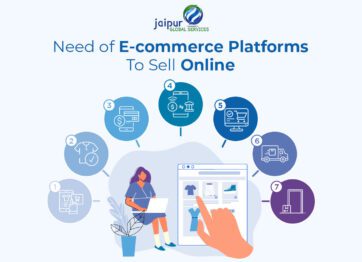 jaipur
GLOBAL SERVICES
Need of E-commerce Platforms
To Sell Online
1
2
3
4
5
6
7